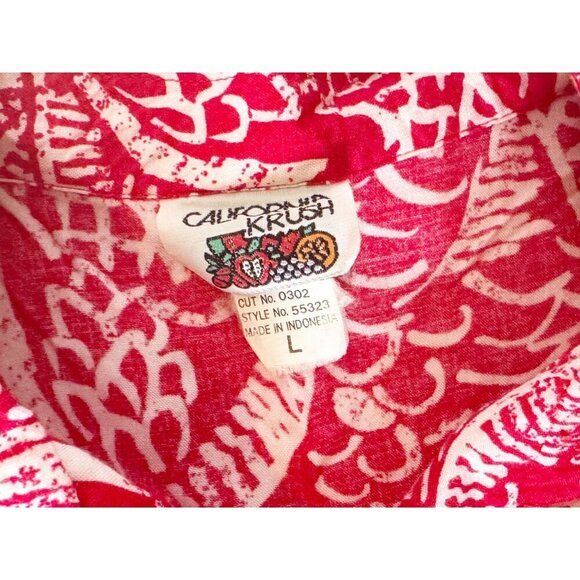 CALIFORNIA
KRUSH
CUT No. 0302
STYLE No. 55323
MADE IN INDONESIA
L